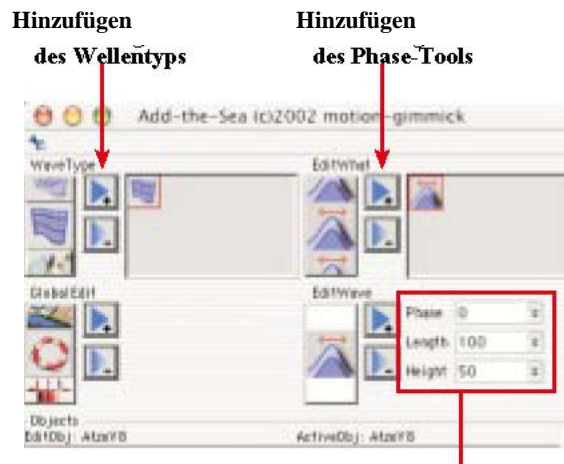 Hinzufügen
des Wellentyps
Hinzufügen
des Phase-Tools
Add-the-Sea (c)2002 motion-gimmick
WaveType
EditWhat
GlobalEdit
EditWave
Phase 0
Length 100
Height 50
Objects
EditObj: AtzeYB
ActiveObj: AtzeYB